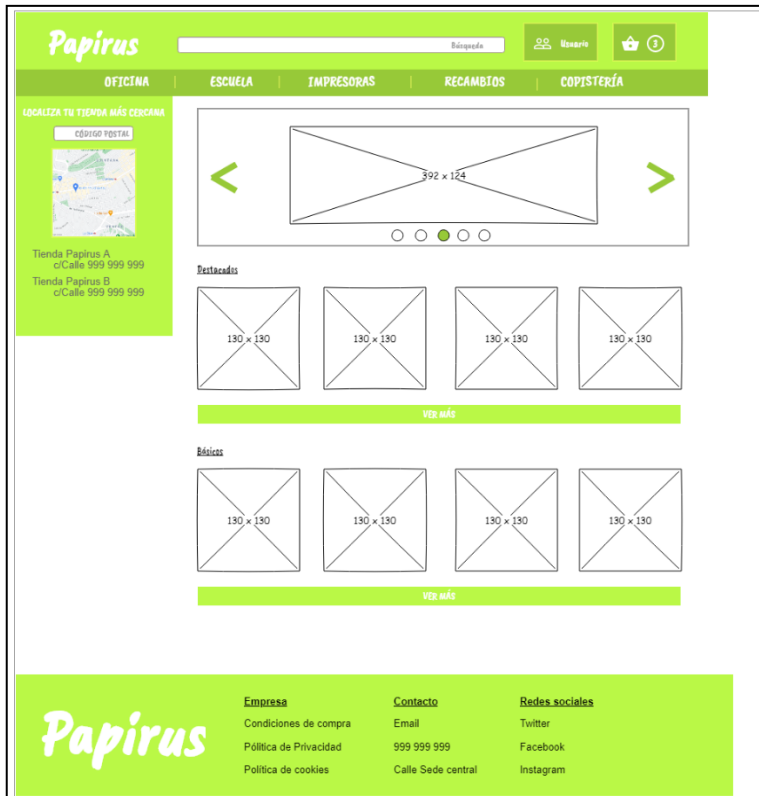 Papirus
Búsqueda
Usuario
3
OFICINA
ESCUELA
IMPRESORAS
RECAMBIOS
COPISTERÍA
LOCALIZA TU TIENDA MÁS CERCANA
CÓDIGO POSTAL
Tienda Papirus A
c/Calle 999 999 999
Tienda Papirus B
c/Calle 999 999 999
<
392 x 124
>
Destacados
130 x 130
130 x 130
130 x 130
130 x 130
VER MÁS
Básicos
130 x 130
130 x 130
130 x 130
130 x 130
VER MÁS
Papirus
Empresa
Condiciones de compra
Pólitica de Privacidad
Política de cookies
Contacto
Email
999 999 999
Calle Sede central
Redes sociales
Twitter
Facebook
Instagram